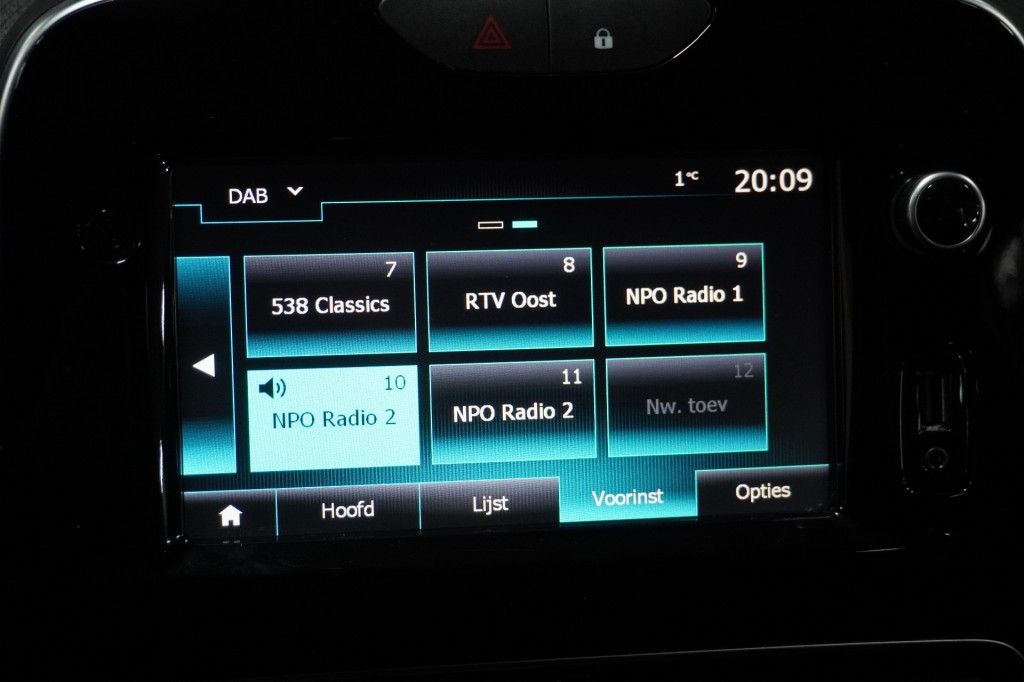 DAB
1°C
20:09
7
538 Classics
8
RTV Oost
9
NPO Radio 1
10
NPO Radio 2
11
NPO Radio 2
12
Nw. toev
Hoofd
Lijst
Voorinst
Opties